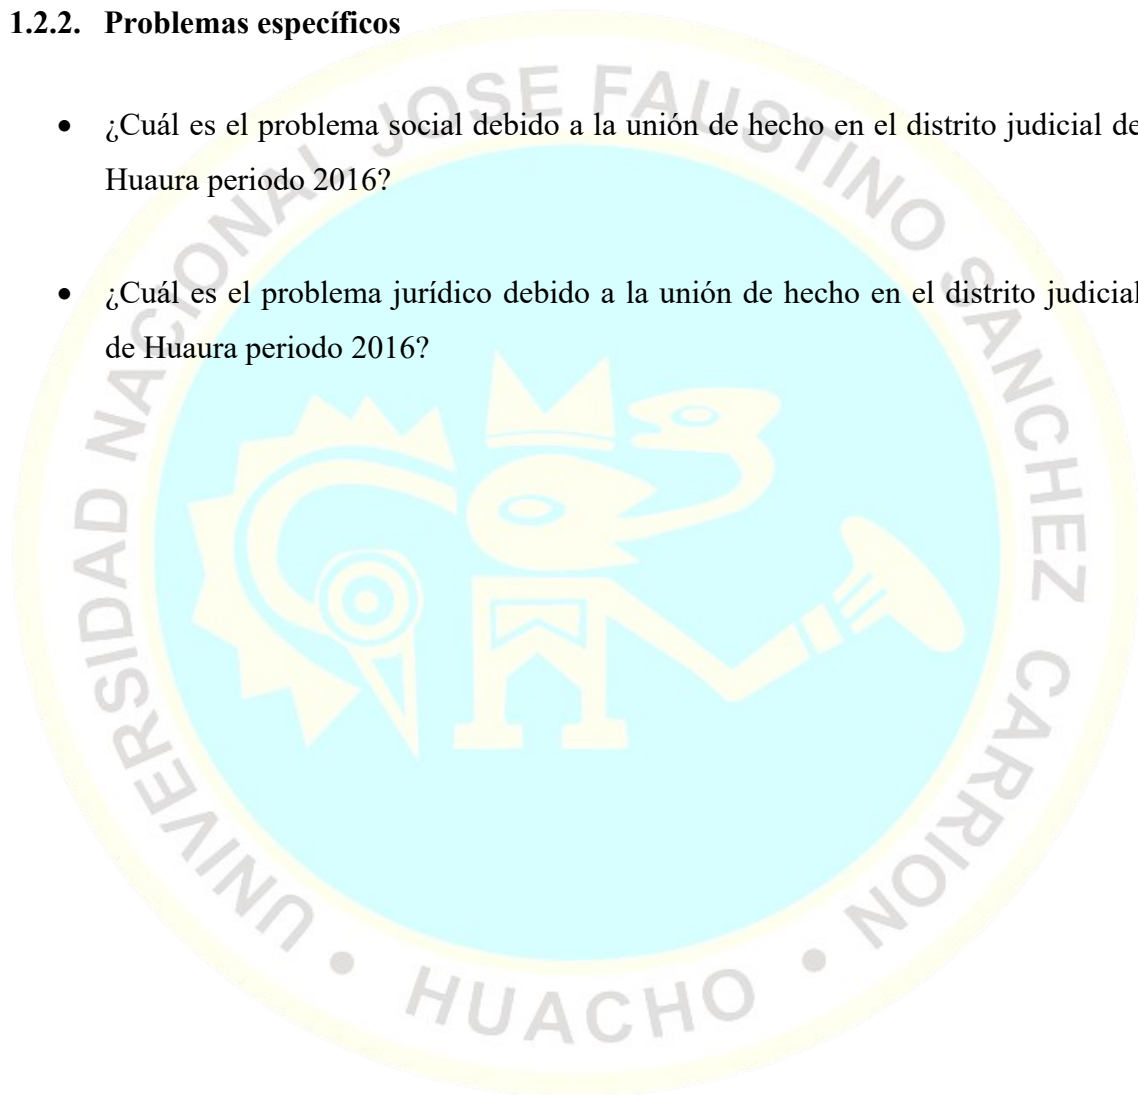 1.2.2. Problemas específicos
• ¿Cuál es el problema social debido a la unión de hecho en el distrito judicial de
Huaura periodo 2016?
• ¿Cuál es el problema jurídico debido a la unión de hecho en el distrito judicial
de Huaura periodo 2016?
UNIVERSIDAD NACIONAL JOSE FAUSTINO SANCHEZ CARRION • HUACHO •